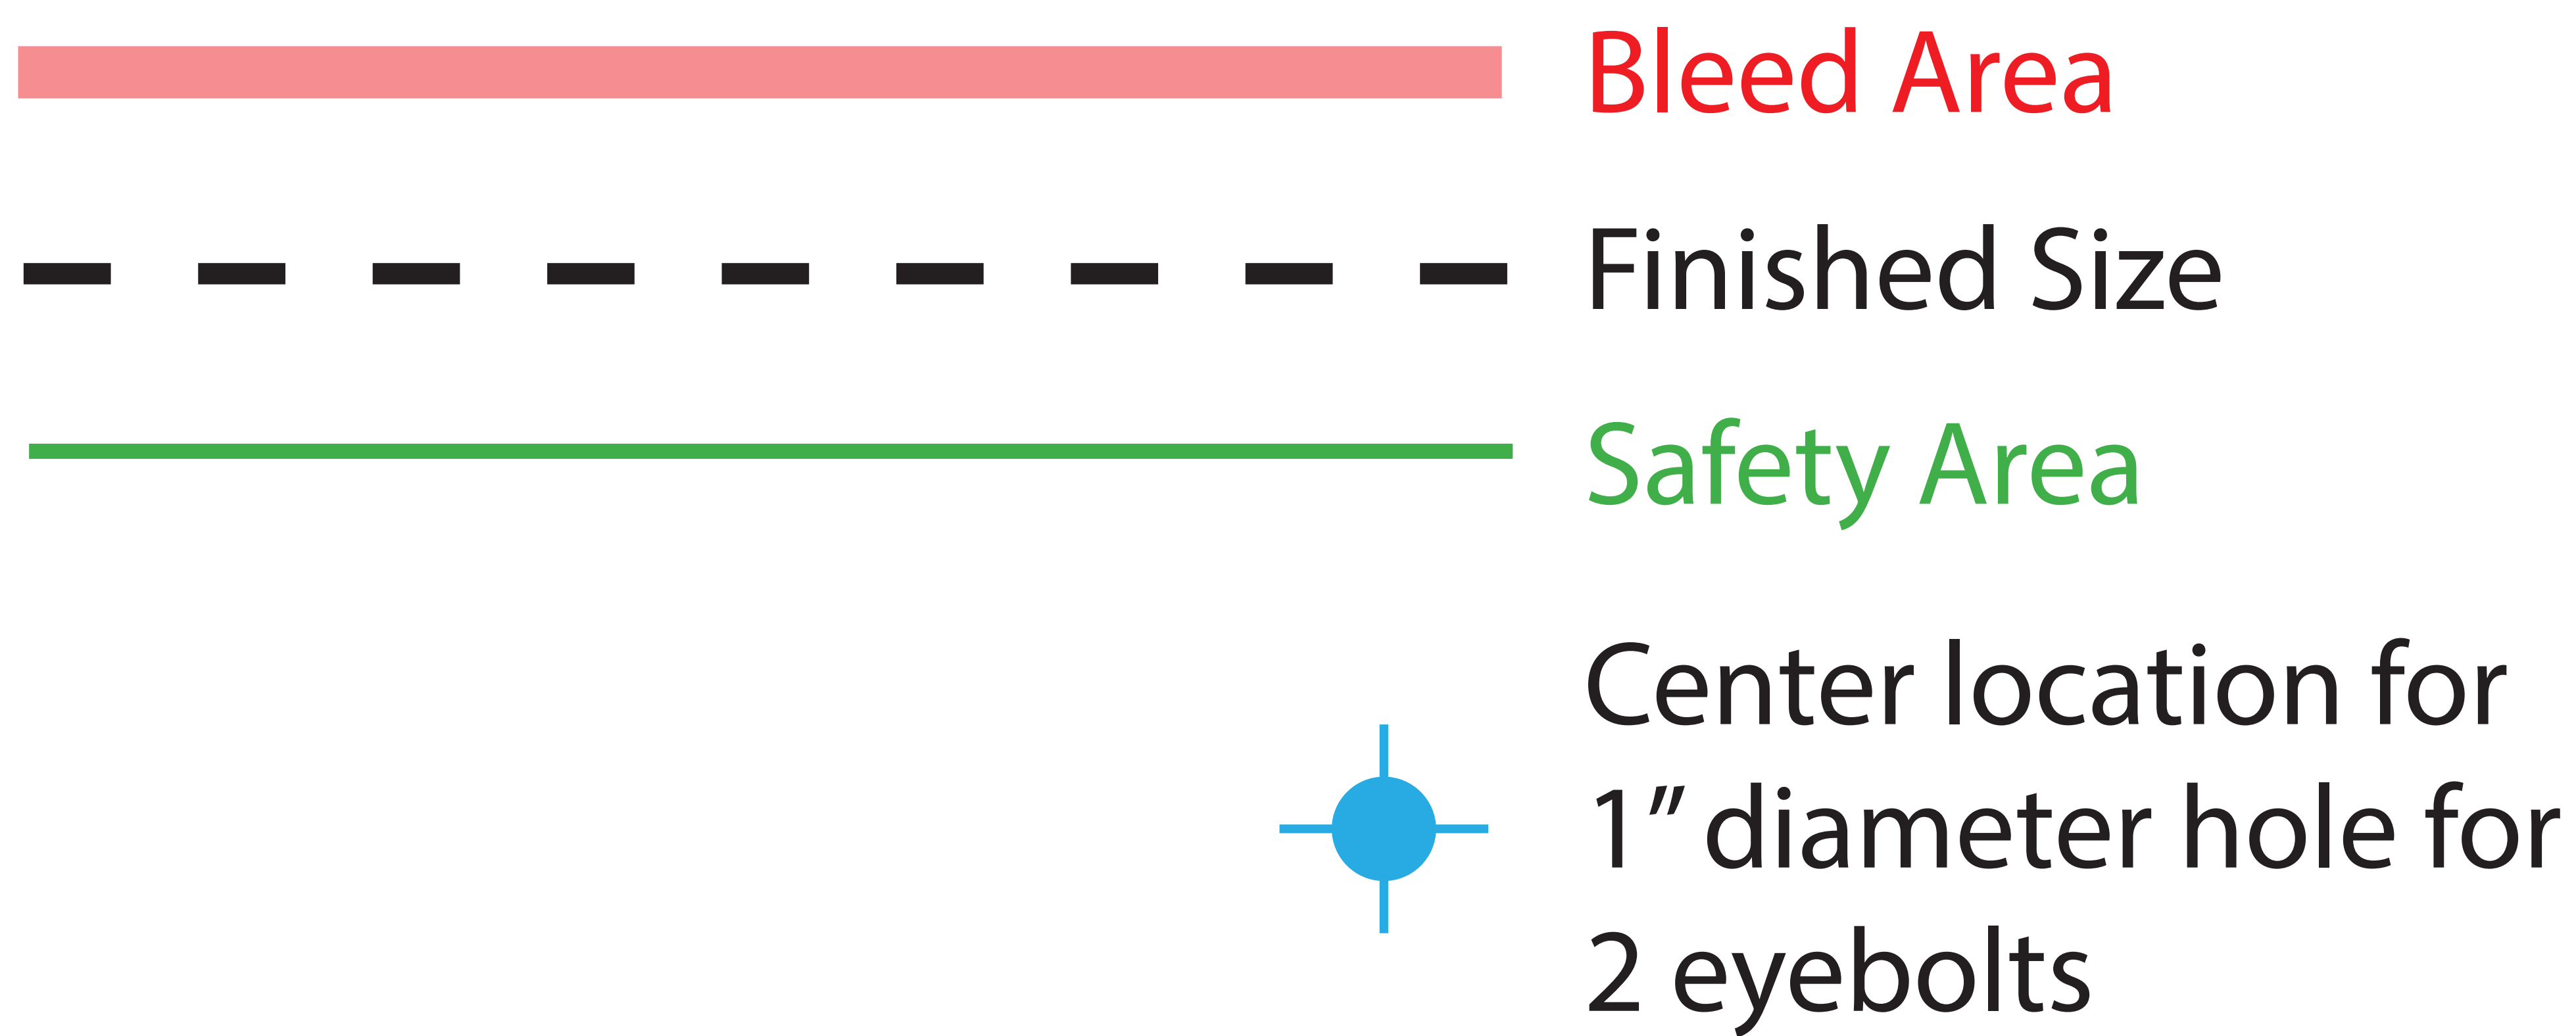 Bleed Area
Finished Size
Safety Area
Center location for
1” diameter hole for
2 eyebolts